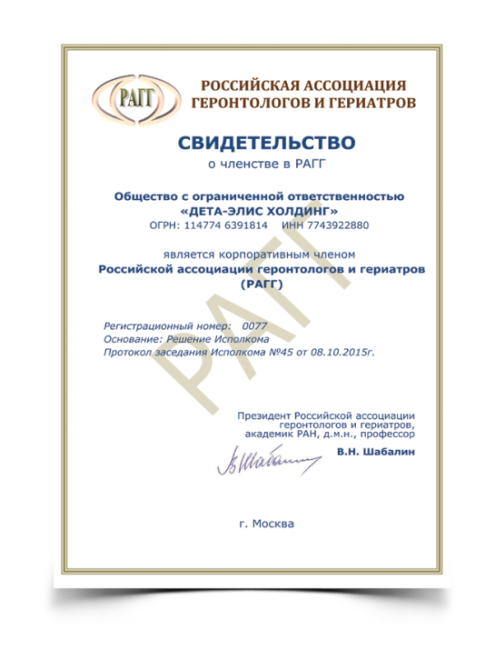 РАГГ
РОССИЙСКАЯ АССОЦИАЦИЯ
ГЕРОНТОЛОГОВ И ГЕРИАТРОВ
СВИДЕТЕЛЬСТВО
о членстве в РАГГ
Общество с ограниченной ответственностью
«ДЕТА-ЭЛИС ХОЛДИНГ»
ОГРН: 114774 6391814 ИНН 7743922880
является корпоративным членом
Российской ассоциации геронтологов и гериатров
(РАГГ)
РАГГ
Регистрационный номер: 0077
Основание: Решение Исполкома
Протокол заседания Исполкома №45 от 08.10.2015г.
Президент Российской ассоциации
геронтологов и гериатров,
академик РАН, д.м.н., профессор
В.Н. Шабалин
г. Москва